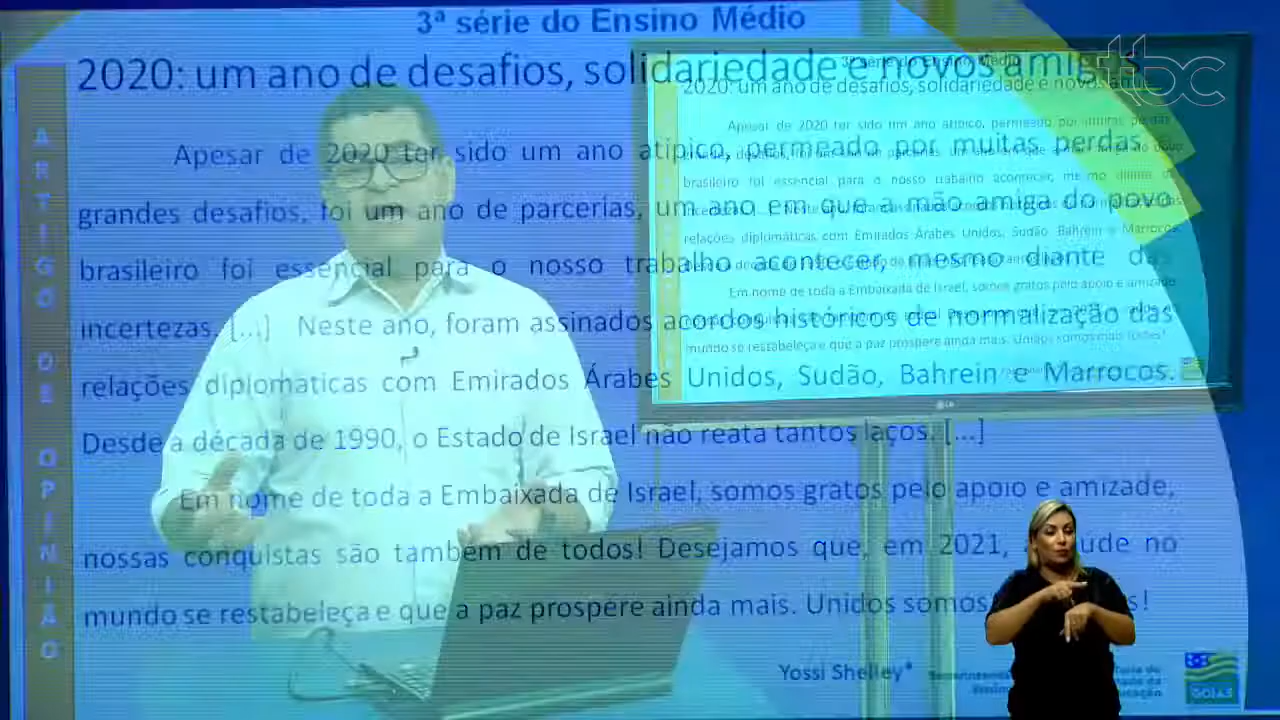 3ª série do Ensino Médio
tbc
2020: um ano de desafios, solidariedade e novos amigos
Apesar de 2020 ter sido um ano atípico, permeado por muitas perdas e
grandes desafios, foi um ano de parcerias, um ano em que a mão amiga do povo
brasileiro foi essencial para o nosso trabalho acontecer, mesmo diante das
incertezas. [...] Neste ano, foram assinados acordos históricos de normalização das
relações diplomáticas com Emirados Árabes Unidos, Sudão, Bahrein e Marrocos.
Desde a década de 1990, o Estado de Israel não reata tantos laços. [...]
Em nome de toda a Embaixada de Israel, somos gratos pelo apoio e amizade,
nossas conquistas são também de todos! Desejamos que, em 2021, a saúde no
mundo se restabeleça e que a paz prospere ainda mais. Unidos somos
Yossi Shelley*
ARTIGO DE OPINIÃO
GOIÁS